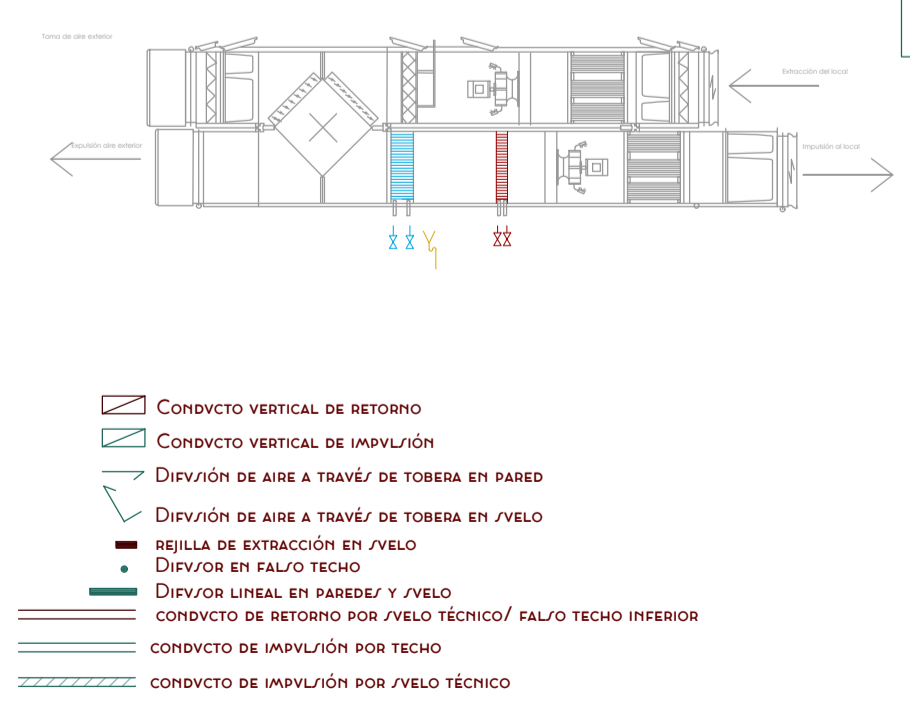 Toma de aire exterior
Extracción del local
Expulsión aire exterior
Impulsión al local
Condvcto vertical de retorno
Condvcto vertical de impvlsión
Difvsión de aire a través de tobera en pared
Difvsión de aire a través de tobera en svelo
rejilla de extracción en svelo
Difvsor en falso techo
Difvsor lineal en paredes y svelo
condvcto de retorno por svelo técnico/ falso techo inferior
condvcto de impvlsión por techo
condvcto de impvlsión por svelo técnico